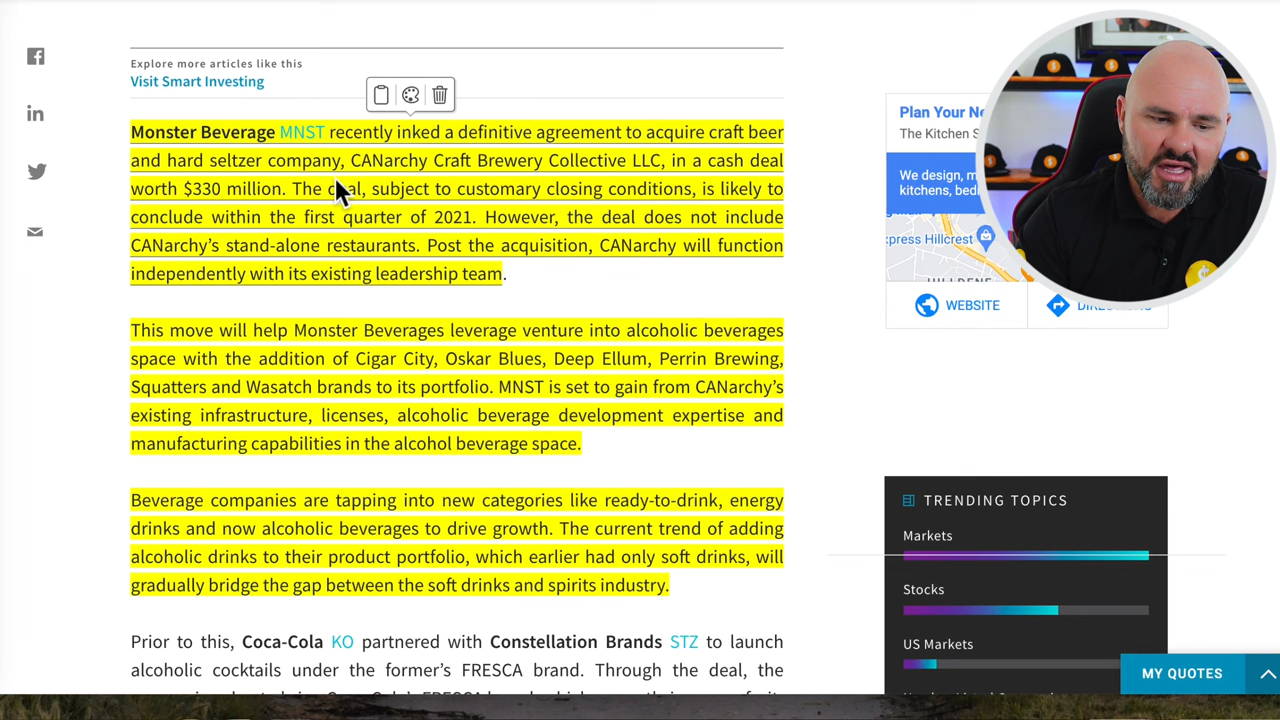 Explore more articles like this
Visit Smart Investing
Monster Beverage MNST recently inked a definitive agreement to acquire craft beer
and hard seltzer company, CANarchy Craft Brewery Collective LLC, in a cash deal
worth $330 million. The deal, subject to customary closing conditions, is likely to
conclude within the first quarter of 2021. However, the deal does not include
CANarchy’s stand-alone restaurants. Post the acquisition, CANarchy will function
independently with its existing leadership team.
This move will help Monster Beverages leverage venture into alcoholic beverages
space with the addition of Cigar City, Oskar Blues, Deep Ellum, Perrin Brewing,
Squatters and Wasatch brands to its portfolio. MNST is set to gain from CANarchy’s
existing infrastructure, licenses, alcoholic beverage development expertise and
manufacturing capabilities in the alcohol beverage space.
Beverage companies are tapping into new categories like ready-to-drink, energy
drinks and now alcoholic beverages to drive growth. The current trend of adding
alcoholic drinks to their product portfolio, which earlier had only soft drinks, will
gradually bridge the gap between the soft drinks and spirits industry.
Prior to this, Coca-Cola KO partnered with Constellation Brands STZ to launch
alcoholic cocktails under the former’s FRESCA brand. Through the deal, the
Plan Your
The Kitchen
We design,
kitchens,
Hillcrest
WEBSITE
TRENDING TOPICS
Markets
Stocks
US Markets
MY QUOTES